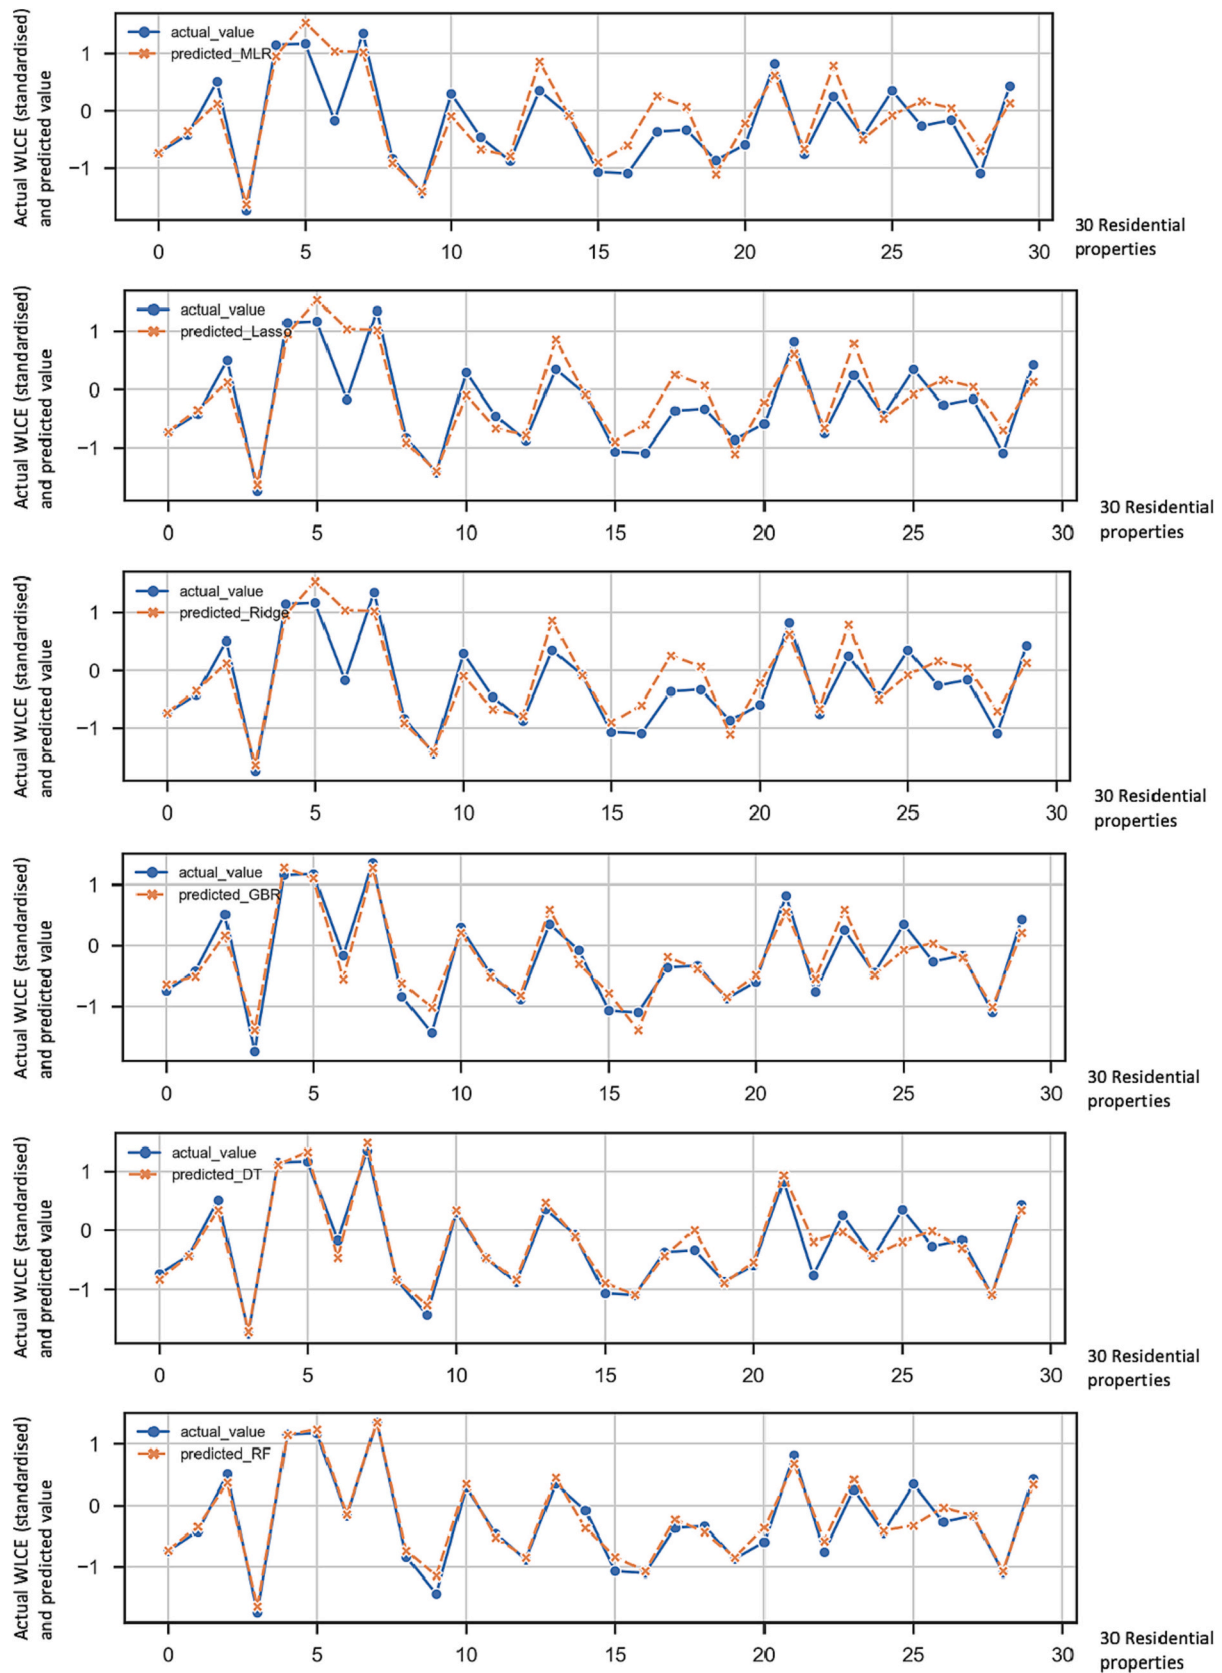 Actual WLCE (standardised)
and predicted value
actual_value
predicted_MLR
1
0
−1
0 5 10 15 20 25 30
30 Residential
properties
Actual WLCE (standardised)
and predicted value
actual_value
predicted_Lasso
1
0
−1
0 5 10 15 20 25 30
30 Residential
properties
Actual WLCE (standardised)
and predicted value
actual_value
predicted_Ridge
1
0
−1
0 5 10 15 20 25 30
30 Residential
properties
Actual WLCE (standardised)
and predicted value
actual_value
predicted_GBR
1
0
−1
0 5 10 15 20 25 30
30 Residential
properties
Actual WLCE (standardised)
and predicted value
actual_value
predicted_DT
1
0
−1
0 5 10 15 20 25 30
30 Residential
properties
Actual WLCE (standardised)
and predicted value
actual_value
predicted_RF
1
0
−1
0 5 10 15 20 25 30
30 Residential
properties